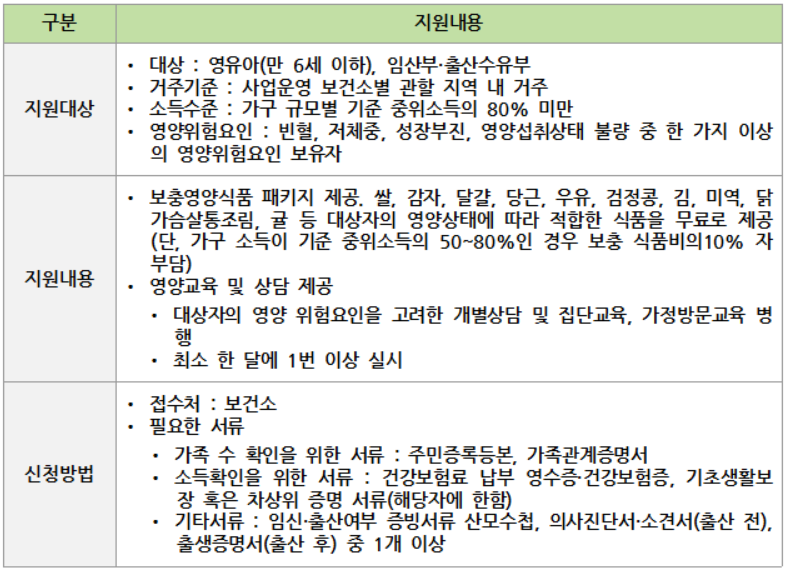 구분 지원내용
지원대상
• 대상 : 영유아(만 6세 이하), 임산부·출산수유부
• 거주기준 : 사업운영 보건소별 관할 지역 내 거주
• 소득수준 : 가구 규모별 기준 중위소득의 80% 미만
• 영양위험요인 : 빈혈, 저체중, 성장부진, 영양섭취상태 불량 중 한 가지 이상
의 영양위험요인 보유자
지원내용
• 보충영양식품 패키지 제공. 쌀, 감자, 달걀, 당근, 우유, 검정콩, 김, 미역, 닭
가슴살통조림, 귤 등 대상자의 영양상태에 따라 적합한 식품을 무료로 제공
(단, 가구 소득이 기준 중위소득의 50~80%인 경우 보충 식품비의10% 자
부담)
• 영양교육 및 상담 제공
• 대상자의 영양 위험요인을 고려한 개별상담 및 집단교육, 가정방문교육 병
행
• 최소 한 달에 1번 이상 실시
신청방법
• 접수처 : 보건소
• 필요한 서류
• 가족 수 확인을 위한 서류 : 주민증록등본, 가족관계증명서
• 소득확인을 위한 서류 : 건강보험료 납부 영수증·건강보험증, 기초생활보
장 혹은 차상위 증명 서류(해당자에 한함)
• 기타서류 : 임신·출산여부 증빙서류 산모수첩, 의사진단서·소견서(출산 전),
출생증명서(출산 후) 중 1개 이상